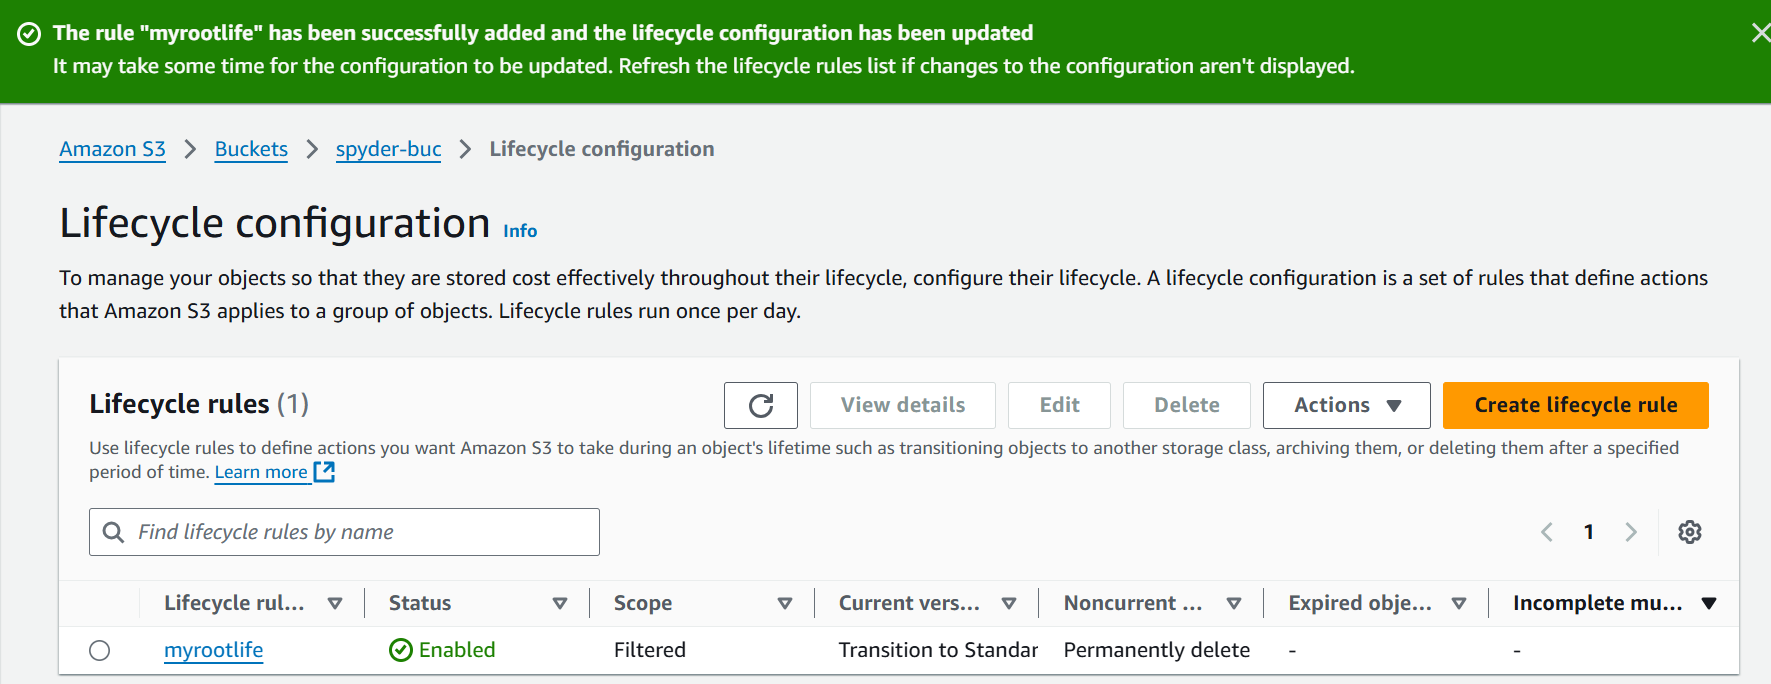 The rule "myrootlife" has been successfully added and the lifecycle configuration has been updated
It may take some time for the configuration to be updated. Refresh the lifecycle rules list if changes to the configuration aren't displayed.
Amazon S3 > Buckets > spyder-buc > Lifecycle configuration
Lifecycle configuration Info
To manage your objects so that they are stored cost effectively throughout their lifecycle, configure their lifecycle. A lifecycle configuration is a set of rules that define actions
that Amazon S3 applies to a group of objects. Lifecycle rules run once per day.
Lifecycle rules (1) View details Edit Delete Actions Create lifecycle rule
Use lifecycle rules to define actions you want Amazon S3 to take during an object's lifetime such as transitioning objects to another storage class, archiving them, or deleting them after a specified
period of time. Learn more
Find lifecycle rules by name 1
Lifecycle rul... Status Scope Current vers... Noncurrent ... Expired obje... Incomplete mu...
myrootlife Enabled Filtered Transition to Standar Permanently delete - -